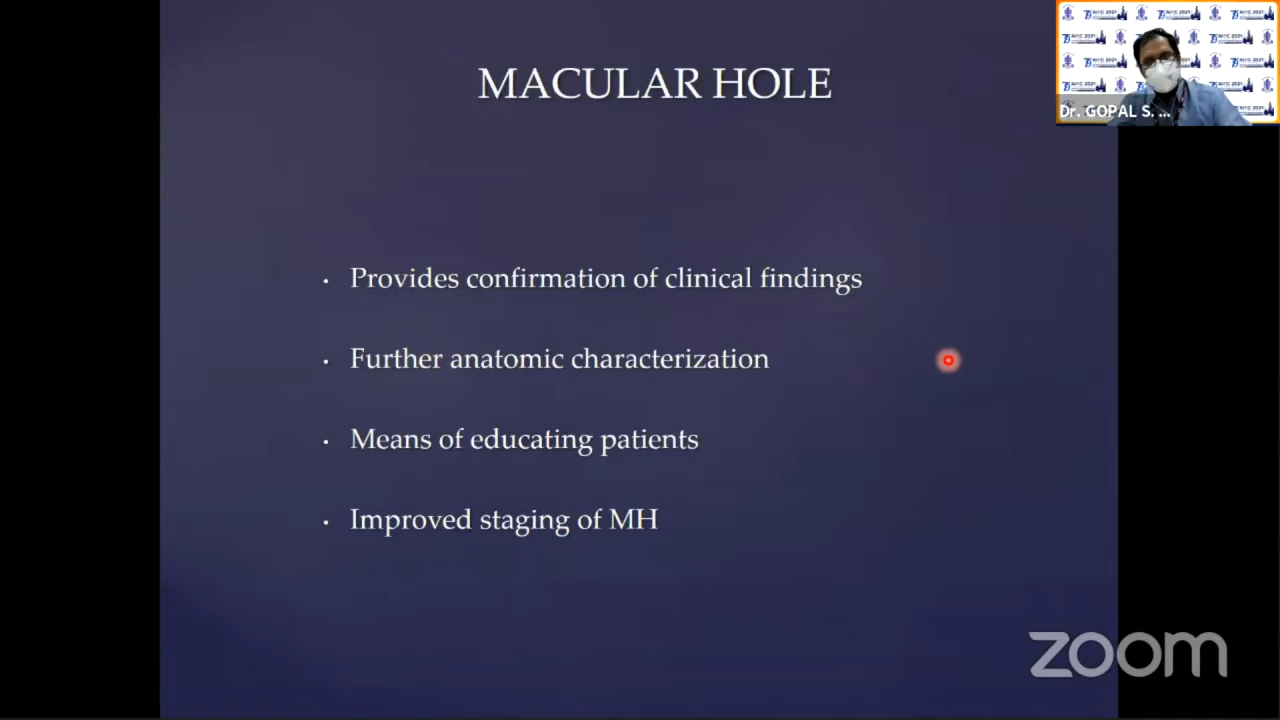 MACULAR HOLE
Dr. GOPAL S. ...
· Provides confirmation of clinical findings
· Further anatomic characterization
· Means of educating patients
· Improved staging of MH
zoom